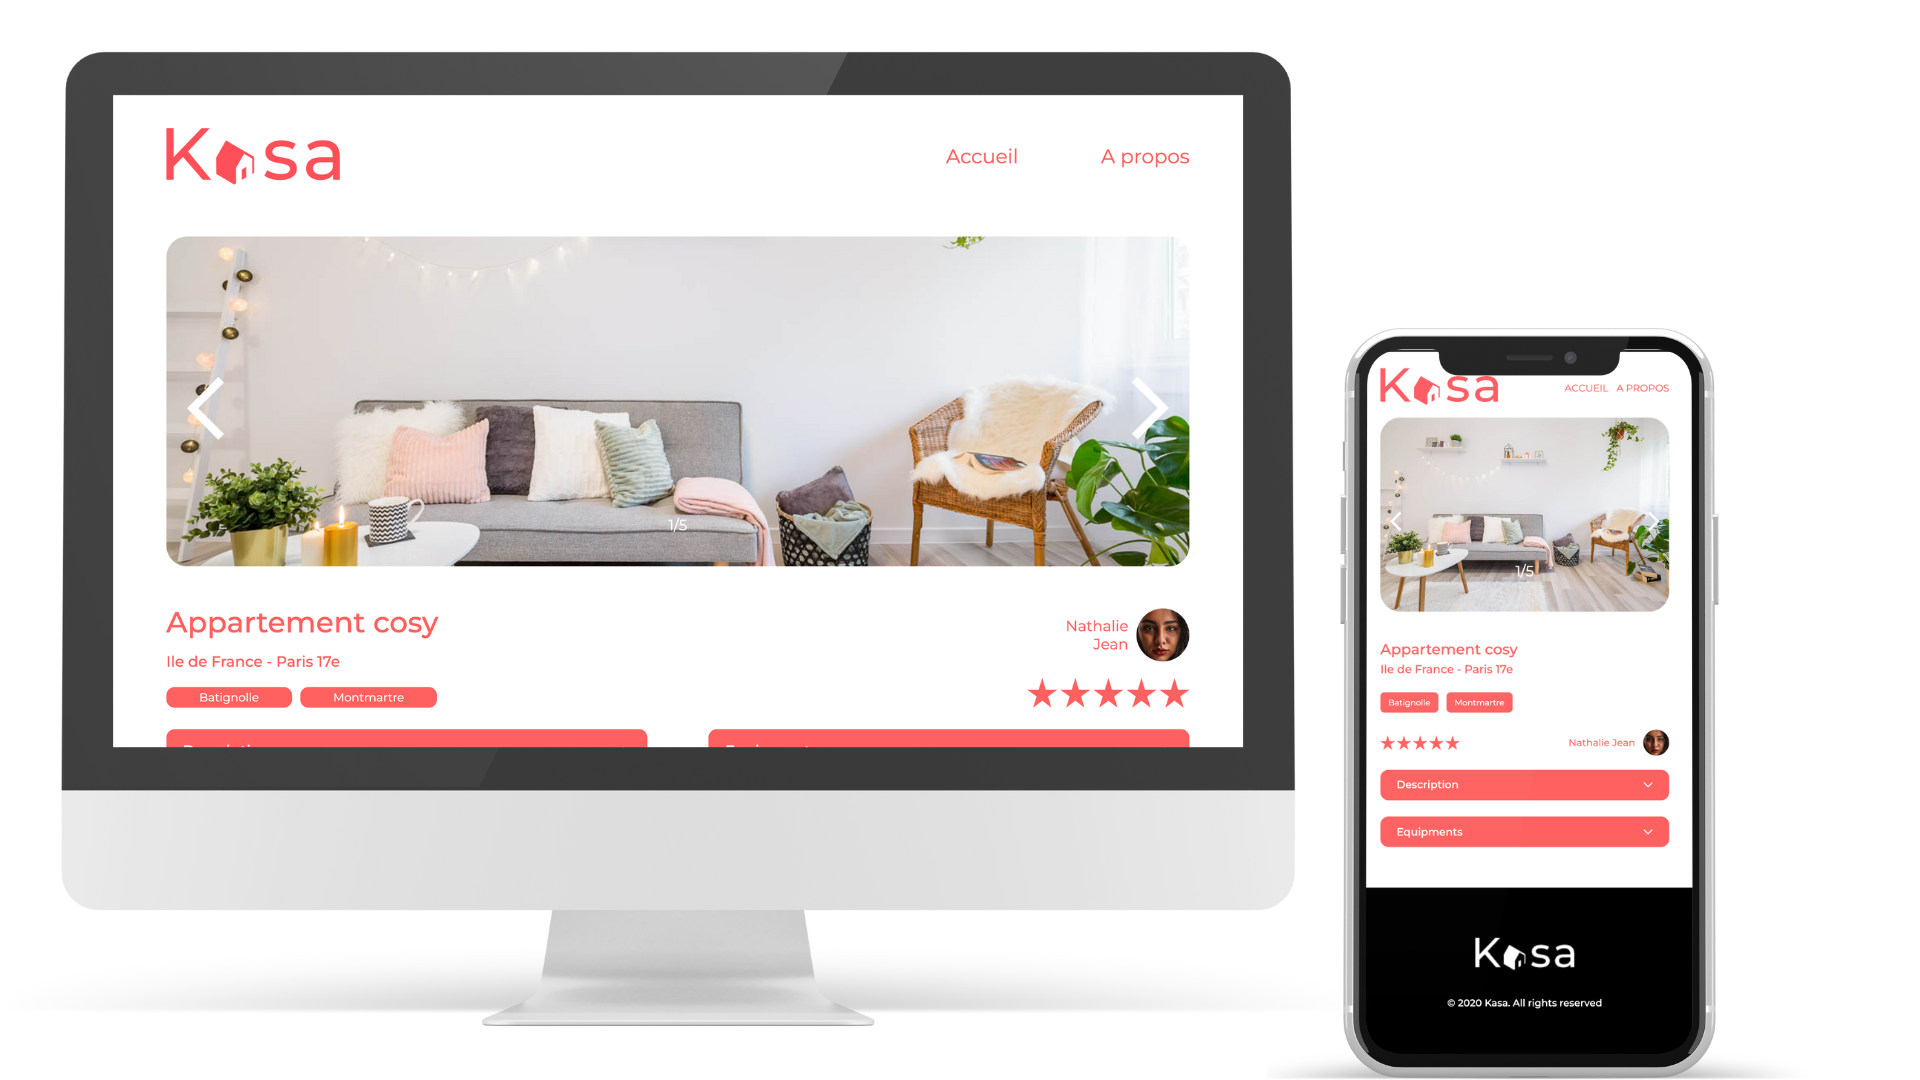 Kasa
Accueil
A propos
1/5
Appartement cosy
Ile de France - Paris 17e
Batignolle
Montmartre
Nathalie
Jean
Kasa
ACCUEIL
A PROPOS
1/5
Appartement cosy
Ile de France - Paris 17e
Batignolle
Montmartre
Nathalie Jean
Description
Equipments
Kasa
© 2020 Kasa. All rights reserved